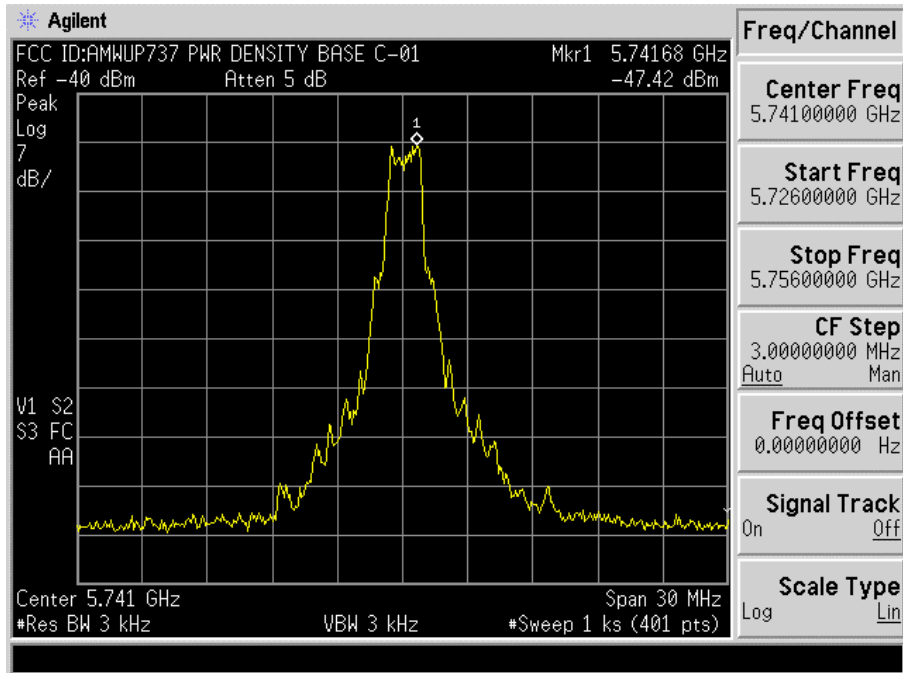 Agilent
Freq/Channel
FCC ID:AMWUP737 PWR DENSITY BASE C-01 Mkr1 5.74168 GHz
Ref -40 dBm Atten 5 dB -47.42 dBm
Peak
Log
7
dB/
1
V1 S2
S3 FC
AA
Center 5.741 GHz Span 30 MHz
#Res BW 3 kHz VBW 3 kHz #Sweep 1 ks (401 pts)
Center Freq
5.74100000 GHz
Start Freq
5.72600000 GHz
Stop Freq
5.75600000 GHz
CF Step
3.00000000 MHz
Auto Man
Freq Offset
0.00000000 Hz
Signal Track
On Off
Scale Type
Log Lin